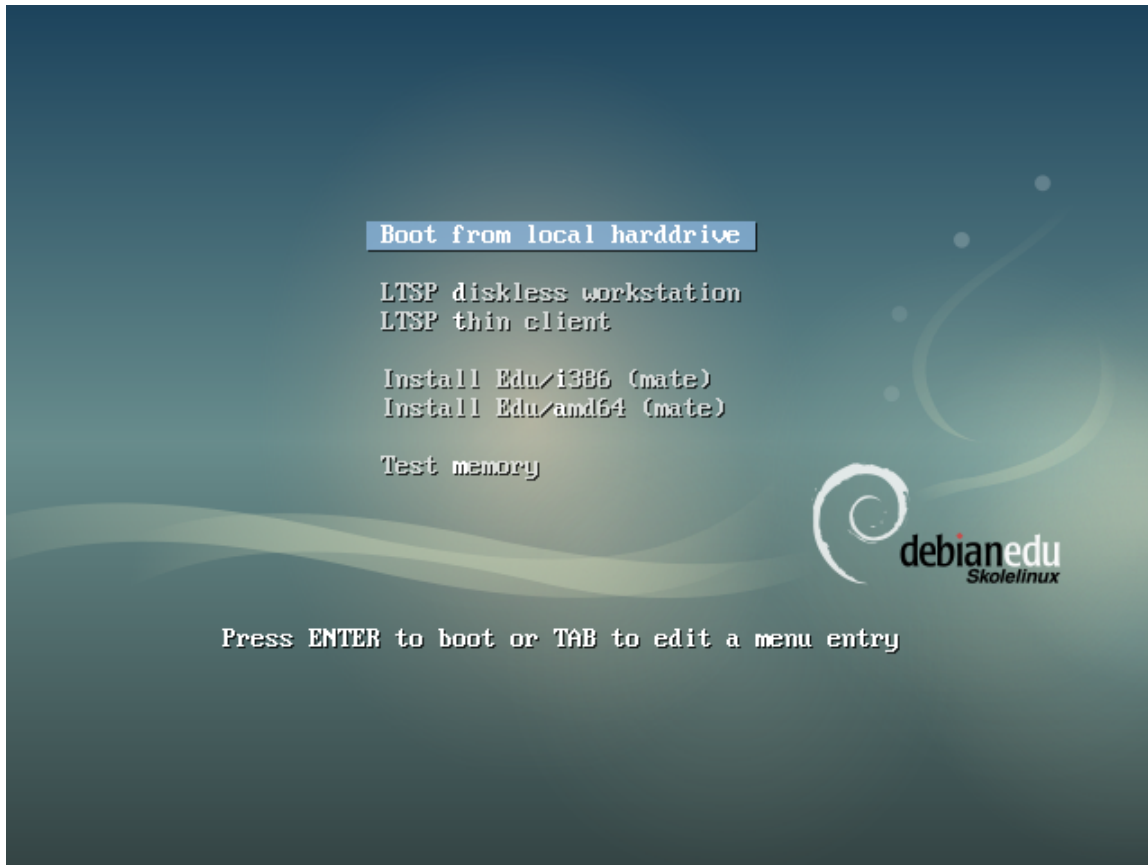 Boot from local harddrive
LTSP diskless workstation
LTSP thin client
Install Edu/i386 (mate)
Install Edu/amd64 (mate)
Test memory
debianedu
Skolelinux
Press ENTER to boot or TAB to edit a menu entry